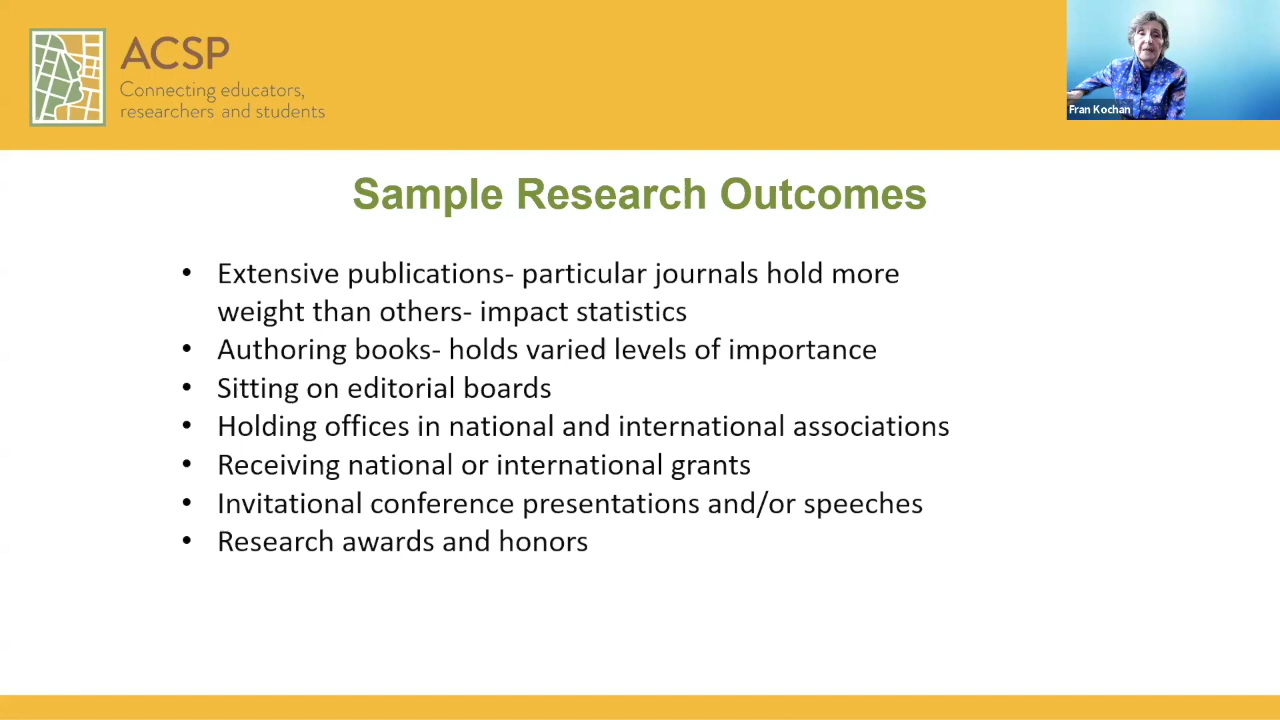 ACSP
Connecting educators,
researchers and students
Fran Kochan
Sample Research Outcomes
• Extensive publications- particular journals hold more
weight than others- impact statistics
• Authoring books- holds varied levels of importance
• Sitting on editorial boards
• Holding offices in national and international associations
• Receiving national or international grants
• Invitational conference presentations and/or speeches
• Research awards and honors